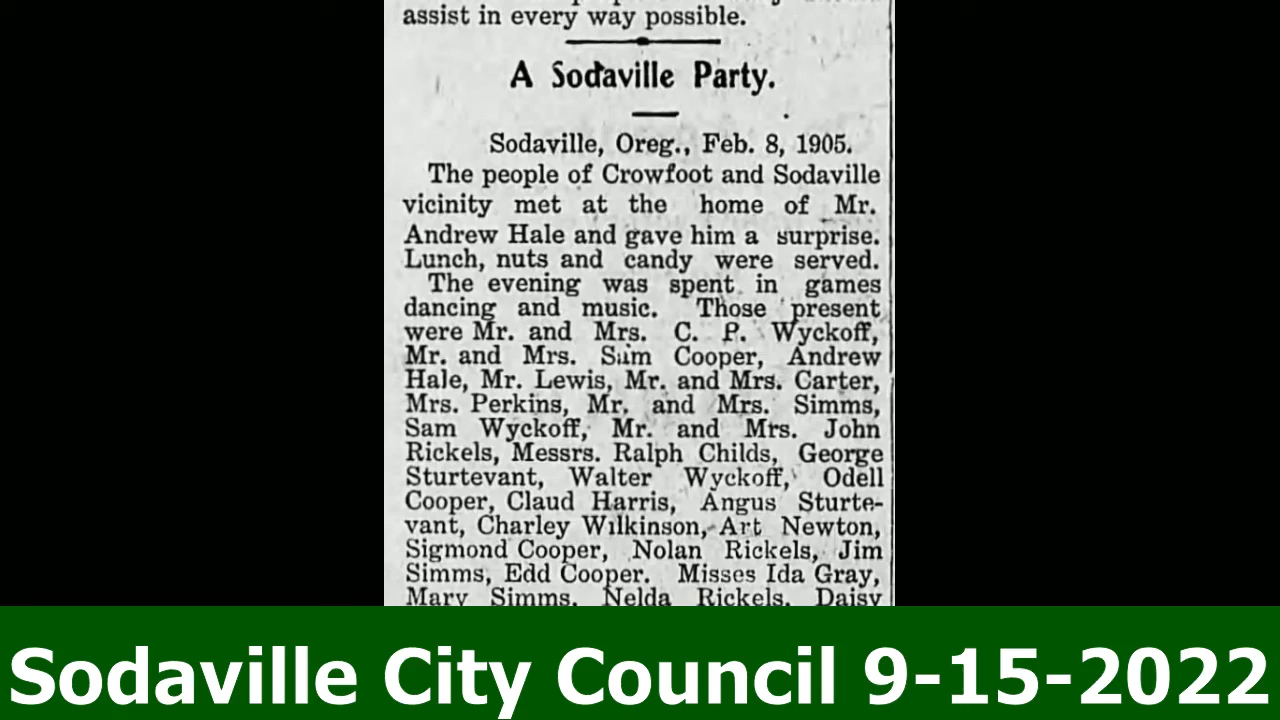 assist in every way possible.
A Sodaville Party.
Sodaville, Oreg., Feb. 8, 1905.
The people of Crowfoot and Sodaville
vicinity met at the home of Mr.
Andrew Hale and gave him a surprise.
Lunch, nuts and candy were served.
The evening was spent in games
dancing and music. Those present
were Mr. and Mrs. C. P. Wyckoff,
Mr. and Mrs. Sam Cooper, Andrew
Hale, Mr. Lewis, Mr. and Mrs. Carter,
Mrs. Perkins, Mr. and Mrs. Simms,
Sam Wyckoff, Mr. and Mrs. John
Rickels, Messrs. Ralph Childs, George
Sturtevant, Walter Wyckoff, Odell
Cooper, Claud Harris, Angus Sturte-
vant, Charley Wilkinson, Art Newton,
Sigmond Cooper, Nolan Rickels, Jim
Simms, Edd Cooper. Misses Ida Gray,
Mary Simms, Nelda Rickels, Daisy
Sodaville City Council 9-15-2022